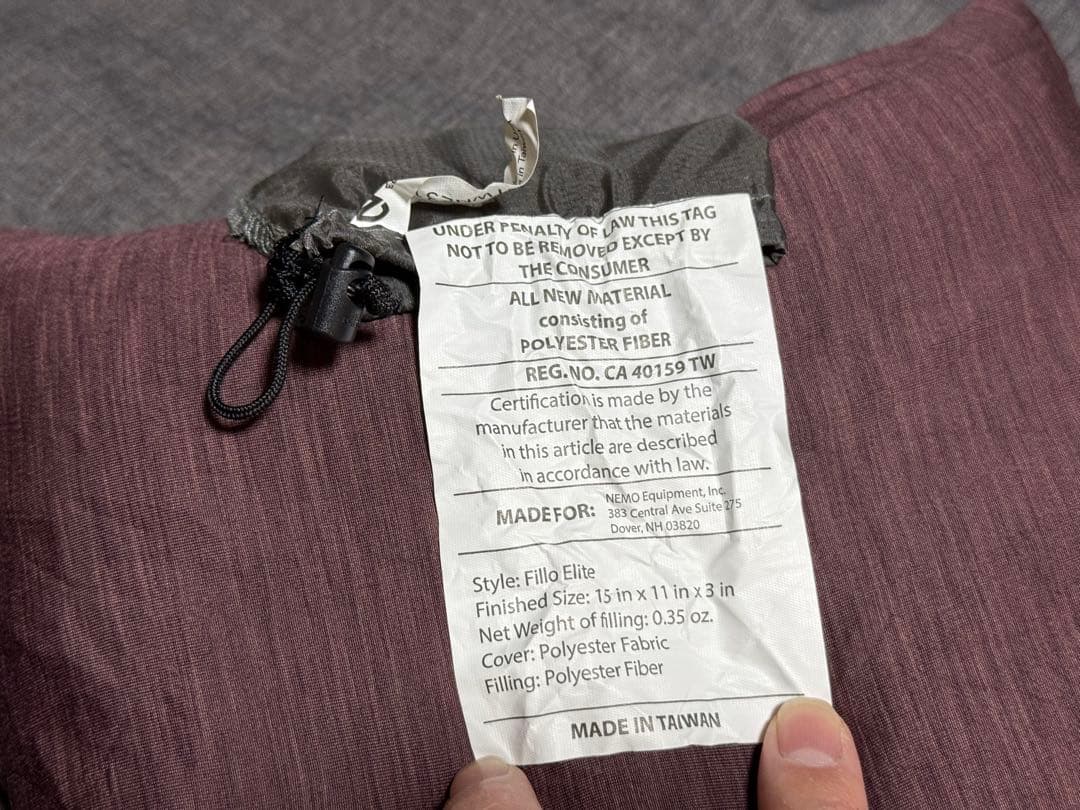 UNDER PENALTY OF LAW THIS TAG
NOT TO BE REMOVED EXCEPT BY
THE CONSUMER
ALL NEW MATERIAL
consisting of
POLYESTER FIBER
REG.NO. CA 40159 TW
Certification is made by the
manufacturer that the materials
in this article are described
in accordance with law.
MADE FOR: NEMO Equipment, Inc.
383 Central Ave Suite 275
Dover, NH 03820
Style: Fillo Elite
Finished Size: 15 in x 11 in x 3 in
Net Weight of filling: 0.35 oz.
Cover: Polyester Fabric
Filling: Polyester Fiber
MADE IN TAIWAN